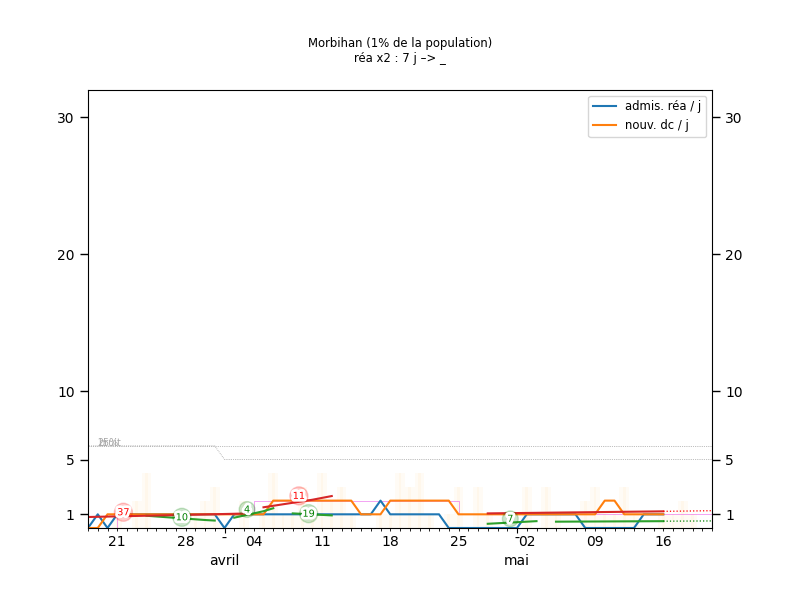 Morbihan (1% de la population)
réa x2 : 7 j –> _
admis. réa / j
nouv. dc / j
30 30
20 20
10 10
5 5
1 1
37 10 4 11 19 7
21 28 04 11 18 25 02 09 16
avril mai